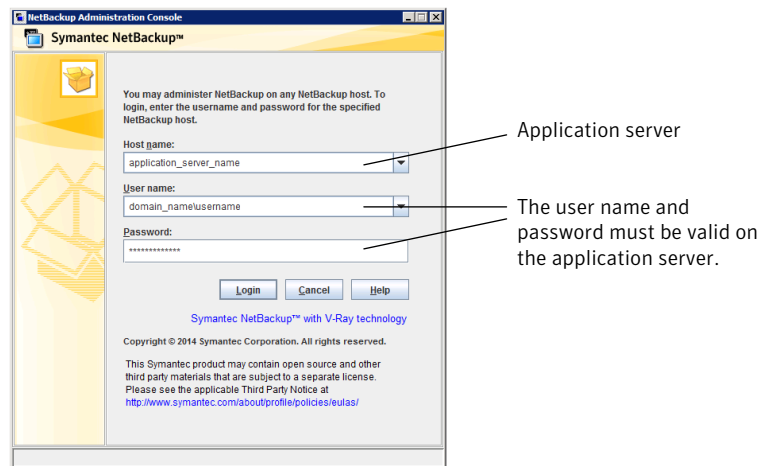 NetBackup Administration Console
Symantec NetBackup™
You may administer NetBackup on any NetBackup host. To
login, enter the username and password for the specified
NetBackup host.
Host name:
application_server_name
Application server
User name:
domain_name\username
The user name and
password must be valid on
the application server.
Password:
*************
Login
Cancel
Help
Symantec NetBackup™ with V-Ray technology
Copyright © 2014 Symantec Corporation. All rights reserved.
This Symantec product may contain open source and other
third party materials that are subject to a separate license.
Please see the applicable Third Party Notice at
http://www.symantec.com/about/profile/policies/eulas/